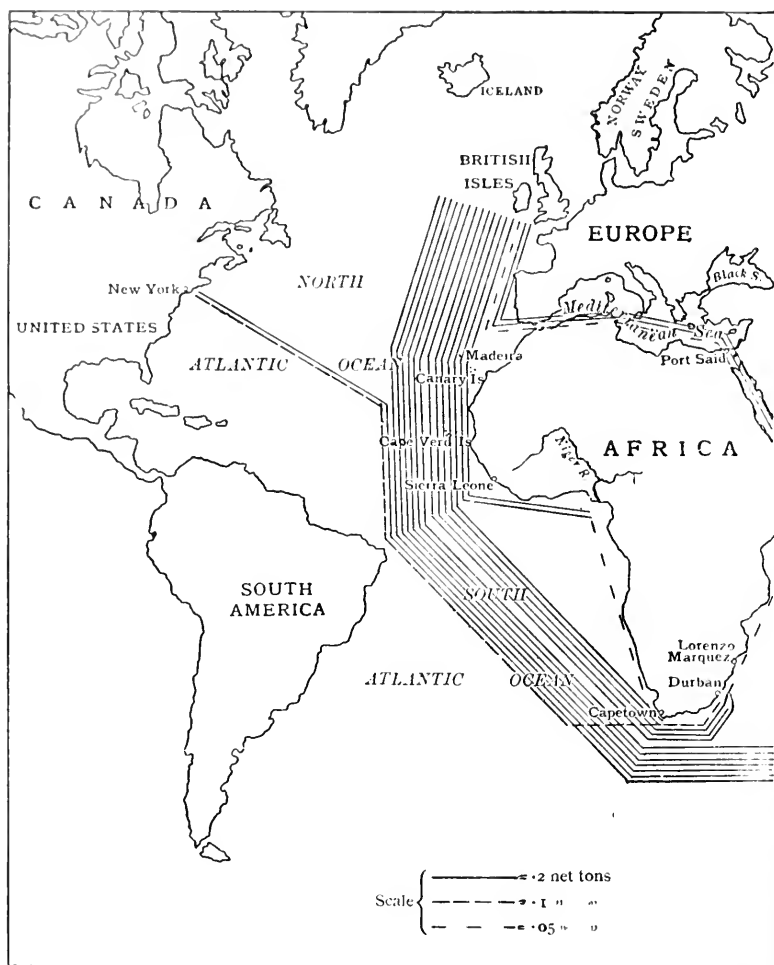 ICELAND
NORWAY
SWEDEN
BRITISH
ISLES
CANADA
EUROPE
Black S.
New York
NORTH
Mediterranean Sea
UNITED STATES
ATLANTIC OCEAN
Madeira
Port Said
Canary Is
Cape Verd Is
AFRICA
Niger R.
Sierra Leone
SOUTH
AMERICA
SOUTH
Lorenzo
Marquez
ATLANTIC OCEAN
Durban
Capetown
Scale
= ·2 net tons
= ·1 " "
= ·05 " "